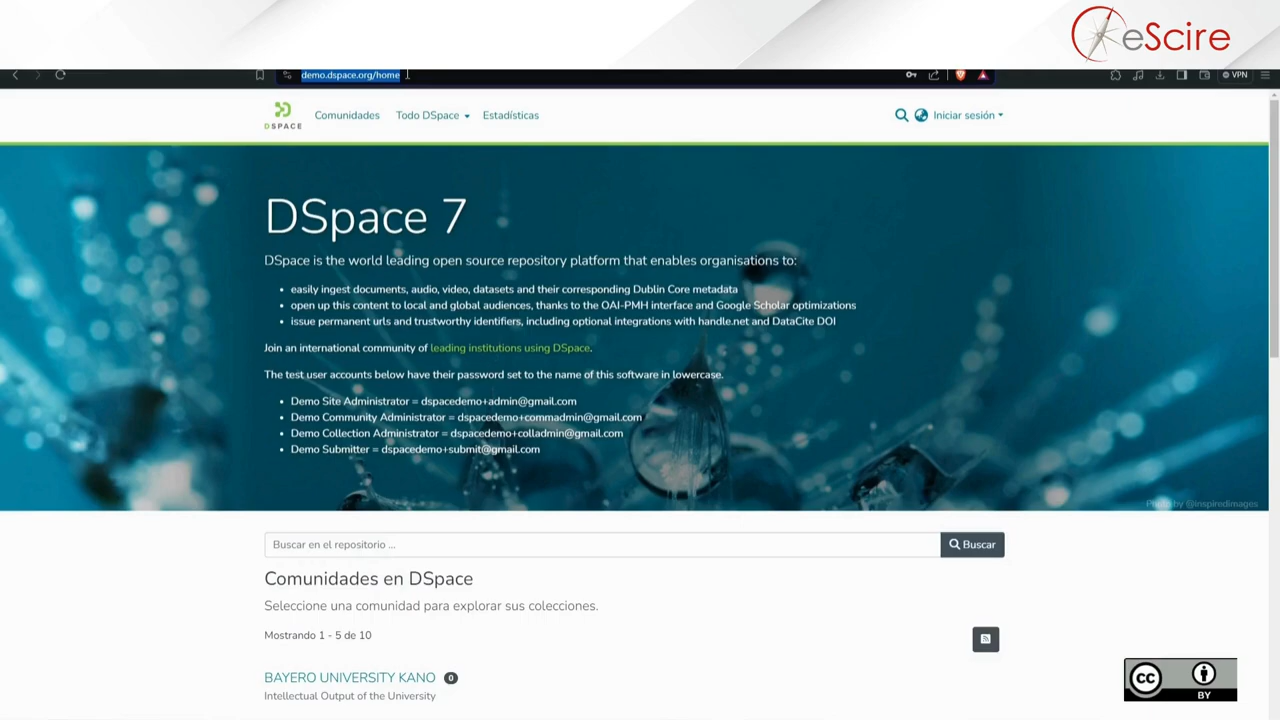 eScire
demo.dspace.org/home
VPN
DSPACE
Comunidades
Todo DSpace
Estadísticas
Iniciar sesión
DSpace 7
DSpace is the world leading open source repository platform that enables organisations to:
easily ingest documents, audio, video, datasets and their corresponding Dublin Core metadata
open up this content to local and global audiences, thanks to the OAI-PMH interface and Google Scholar optimizations
issue permanent urls and trustworthy identifiers, including optional integrations with handle.net and DataCite DOI
Join an international community of leading institutions using DSpace.
The test user accounts below have their password set to the name of this software in lowercase.
Demo Site Administrator = dspacedemo+admin@gmail.com
Demo Community Administrator = dspacedemo+commadmin@gmail.com
Demo Collection Administrator = dspacedemo+colladmin@gmail.com
Demo Submitter = dspacedemo+submit@gmail.com
Photo by @inspiredimages
Buscar en el repositorio ...
Buscar
Comunidades en DSpace
Seleccione una comunidad para explorar sus colecciones.
Mostrando 1 - 5 de 10
BAYERO UNIVERSITY KANO 0
Intellectual Output of the University
cc
BY